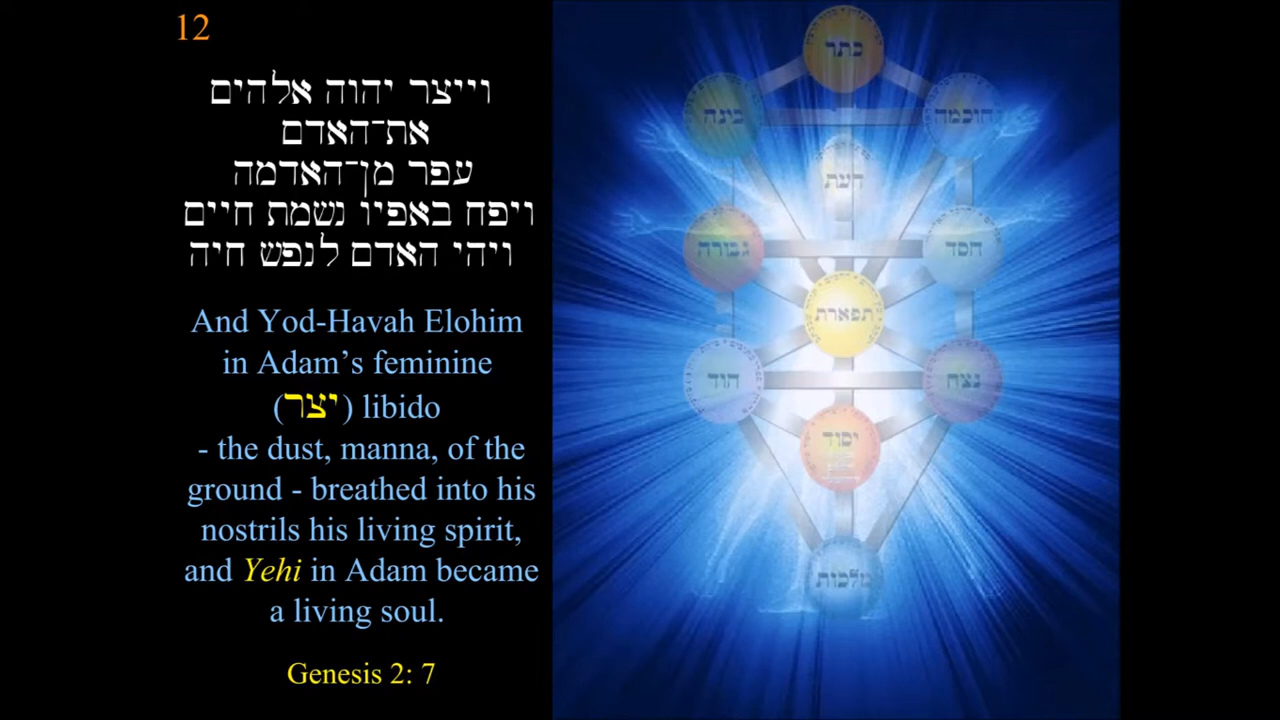 12
וייצר יהוה אלהים
את־האדם
עפר מן־האדמה
ויפח באפיו נשמת חיים
ויהי האדם לנפש חיה
And Yod-Havah Elohim
in Adam’s feminine
(יצר) libido
- the dust, manna, of the
ground - breathed into his
nostrils his living spirit,
and Yehi in Adam became
a living soul.
Genesis 2: 7
כתר
בינה
חוכמה
דעת
גבורה
חסד
תפארת
הוד
נצח
יסוד
מלכות